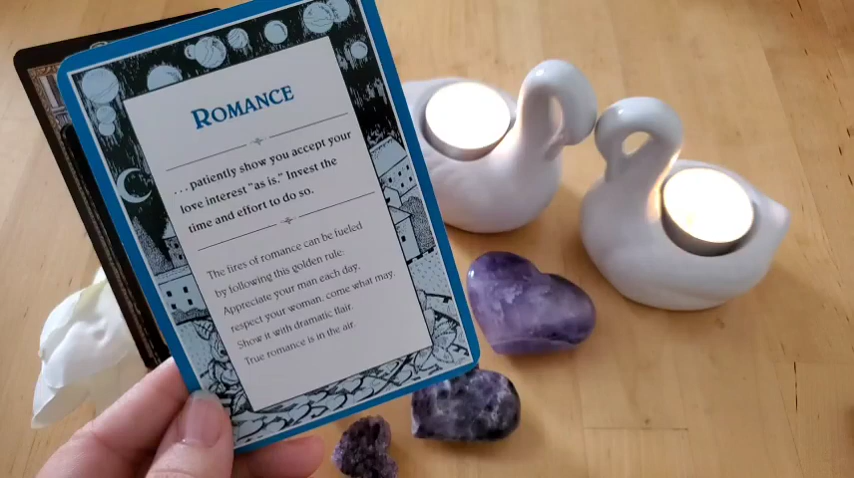 ROMANCE
...patiently show you accept your
love interest "as is." Invest the
time and effort to do so.
The fires of romance can be fueled
by following this golden rule:
Appreciate your man each day,
respect your woman, come what may.
Show it with dramatic flair.
True romance is in the air.